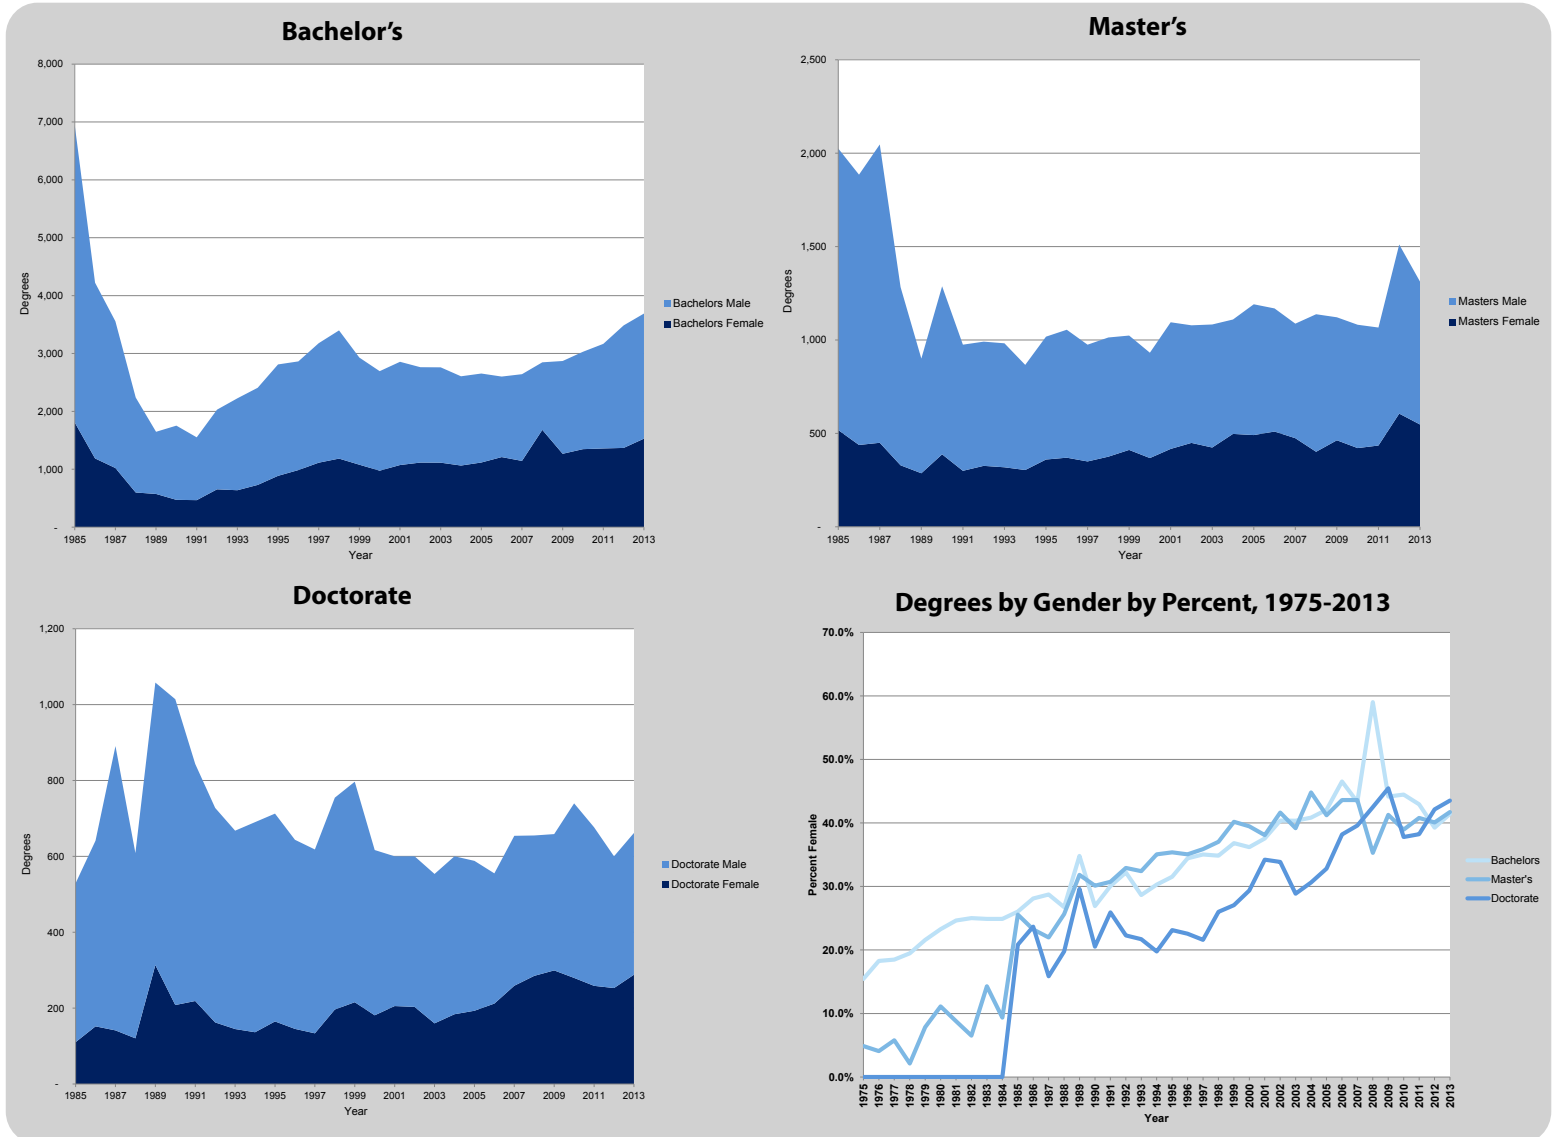 Bachelor's
8,000
7,000
6,000
5,000
4,000
3,000
2,000
1,000
-
Degrees
1985 1987 1989 1991 1993 1995 1997 1999 2001 2003 2005 2007 2009 2011 2013
Year
Bachelors Male
Bachelors Female
Master's
2,500
2,000
1,500
1,000
500
-
Degrees
1985 1987 1989 1991 1993 1995 1997 1999 2001 2003 2005 2007 2009 2011 2013
Year
Masters Male
Masters Female
Doctorate
1,200
1,000
800
600
400
200
-
Degrees
1985 1987 1989 1991 1993 1995 1997 1999 2001 2003 2005 2007 2009 2011 2013
Year
Doctorate Male
Doctorate Female
Degrees by Gender by Percent, 1975-2013
70.0%
60.0%
50.0%
40.0%
30.0%
20.0%
10.0%
0.0%
Percent Female
1975 1976 1977 1978 1979 1980 1981 1982 1983 1984 1985 1986 1987 1988 1989 1990 1991 1992 1993 1994 1995 1996 1997 1998 1999 2000 2001 2002 2003 2004 2005 2006 2007 2008 2009 2010 2011 2012 2013
Year
Bachelors
Master's
Doctorate